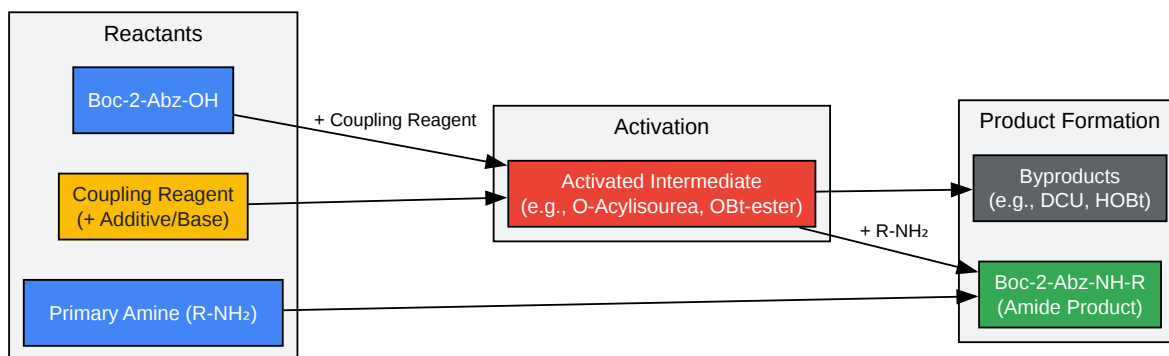 Reactants
Boc-2-Abz-OH
+ Coupling Reagent
Coupling Reagent
(+ Additive/Base)
Primary Amine (R-NH₂)
Activation
Activated Intermediate
(e.g., O-Acylisourea, OBt-ester)
+ R-NH₂
Product Formation
Byproducts
(e.g., DCU, HOBt)
Boc-2-Abz-NH-R
(Amide Product)